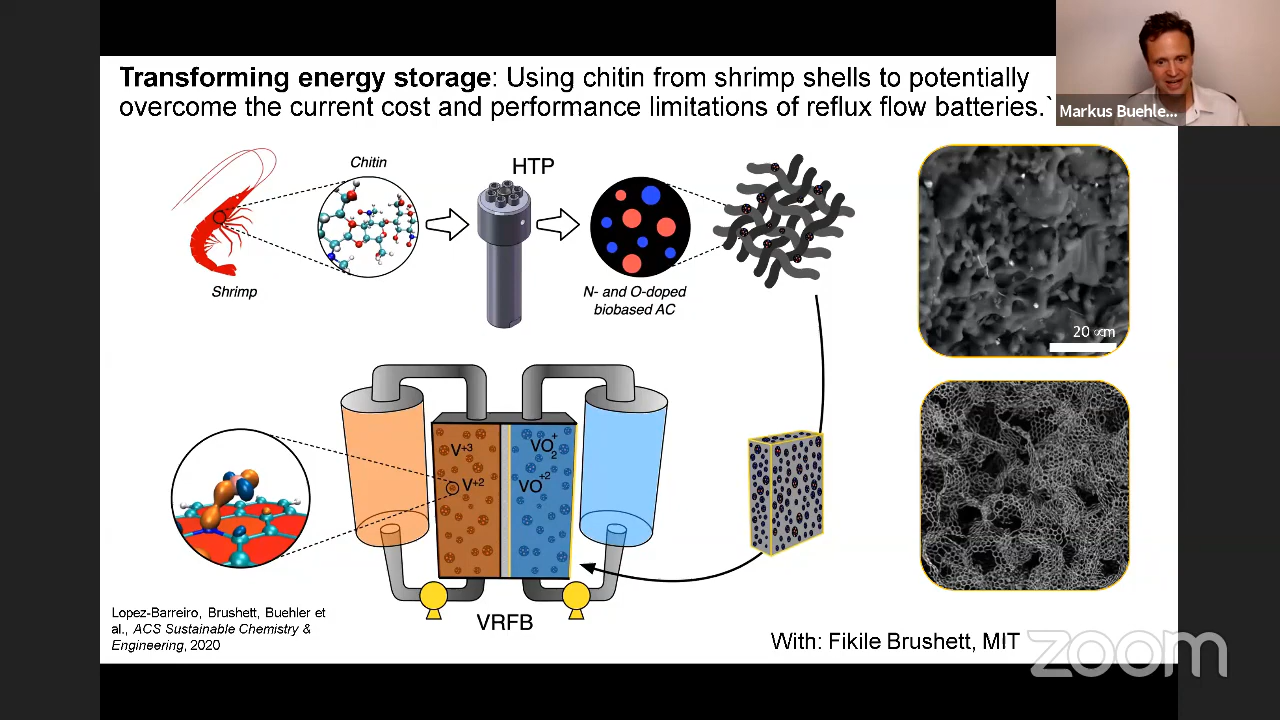 Transforming energy storage: Using chitin from shrimp shells to potentially
overcome the current cost and performance limitations of reflux flow batteries.`
Markus Buehle...
Chitin
HTP
Shrimp
N- and O-doped
biobased AC
20 ∝m
V+3
V+2
VO2+
VO+2
VRFB
Lopez-Barreiro, Brushett, Buehler et
al., ACS Sustainable Chemistry &
Engineering, 2020
With: Fikile Brushett, MIT
zoom